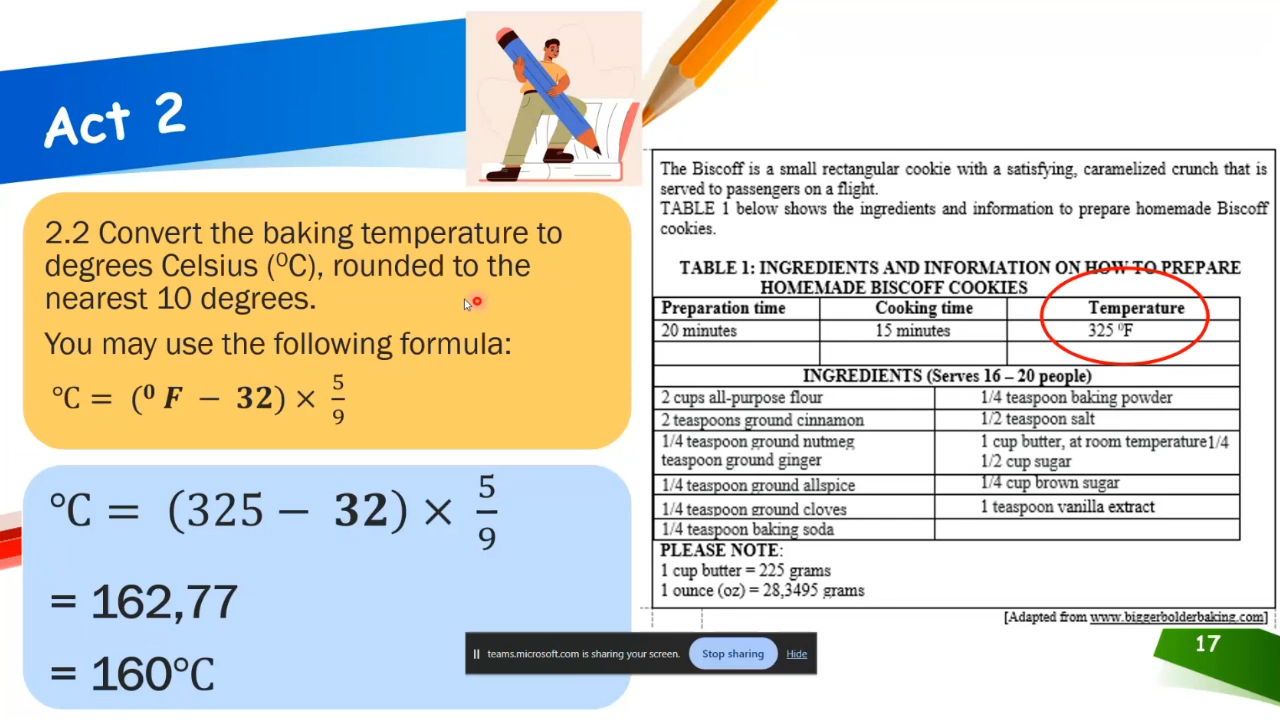 Act 2
2.2 Convert the baking temperature to
degrees Celsius (⁰C), rounded to the
nearest 10 degrees.
You may use the following formula:
°C = (⁰ F − 32) × 5/9
°C = (325 − 32) × 5/9
= 162,77
= 160°C
The Biscoff is a small rectangular cookie with a satisfying, caramelized crunch that is
served to passengers on a flight.
TABLE 1 below shows the ingredients and information to prepare homemade Biscoff
cookies.
TABLE 1: INGREDIENTS AND INFORMATION ON HOW TO PREPARE
HOMEMADE BISCOFF COOKIES
Preparation time Cooking time Temperature
20 minutes 15 minutes 325 ⁰F
INGREDIENTS (Serves 16 – 20 people)
2 cups all-purpose flour 1/4 teaspoon baking powder
2 teaspoons ground cinnamon 1/2 teaspoon salt
1/4 teaspoon ground nutmeg 1 cup butter, at room temperature1/4
teaspoon ground ginger 1/2 cup sugar
1/4 teaspoon ground allspice 1/4 cup brown sugar
1/4 teaspoon ground cloves 1 teaspoon vanilla extract
1/4 teaspoon baking soda
PLEASE NOTE:
1 cup butter = 225 grams
1 ounce (oz) = 28,3495 grams
[Adapted from www.biggerbolderbaking.com]
17
teams.microsoft.com is sharing your screen. Stop sharing Hide